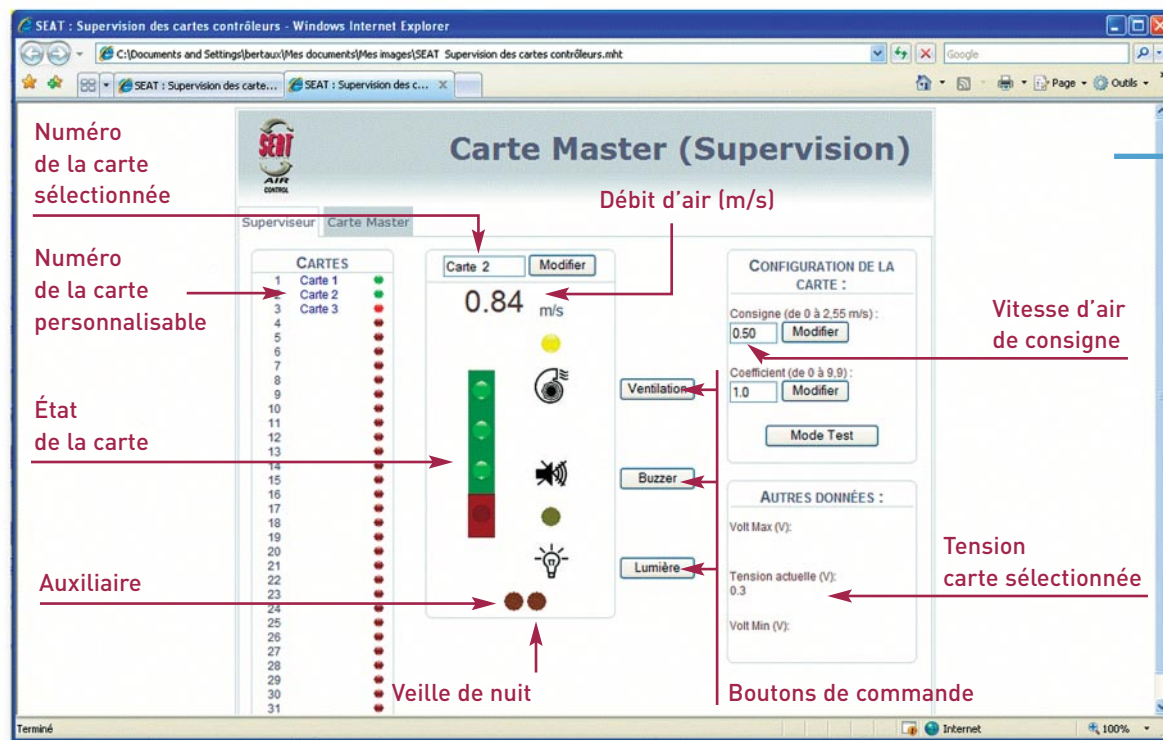 SEAT : Supervision des cartes contrôleurs - Windows Internet Explorer
C:\Documents and Settings\bertaux\Mes documents\Mes images\SEAT Supervision des cartes contrôleurs.mht
Google
SEAT : Supervision des carte...
SEAT : Supervision des c...
X
Page
Outils
SEAT
AIR
CONTROL
Carte Master (Supervision)
Numéro
de la carte
sélectionnée
Débit d'air (m/s)
Superviseur
Carte Master
Numéro
de la carte
personnalisable
État
de la carte
Auxiliaire
CARTES
1 Carte 1
2 Carte 2
3 Carte 3
4
5
6
7
8
9
10
11
12
13
14
15
16
17
18
19
20
21
22
23
24
25
26
27
28
29
30
31
Carte 2
Modifier
0.84 m/s
Ventilation
Buzzer
Lumière
Veille de nuit
Boutons de commande
CONFIGURATION DE LA
CARTE :
Consigne (de 0 à 2,55 m/s) :
0.50
Modifier
Coefficient (de 0 à 9,9) :
1.0
Modifier
Mode Test
AUTRES DONNÉES :
Volt Max (V):
Tension actuelle (V):
0.3
Volt Min (V):
Vitesse d'air
de consigne
Tension
carte sélectionnée
Terminé
Internet
100%